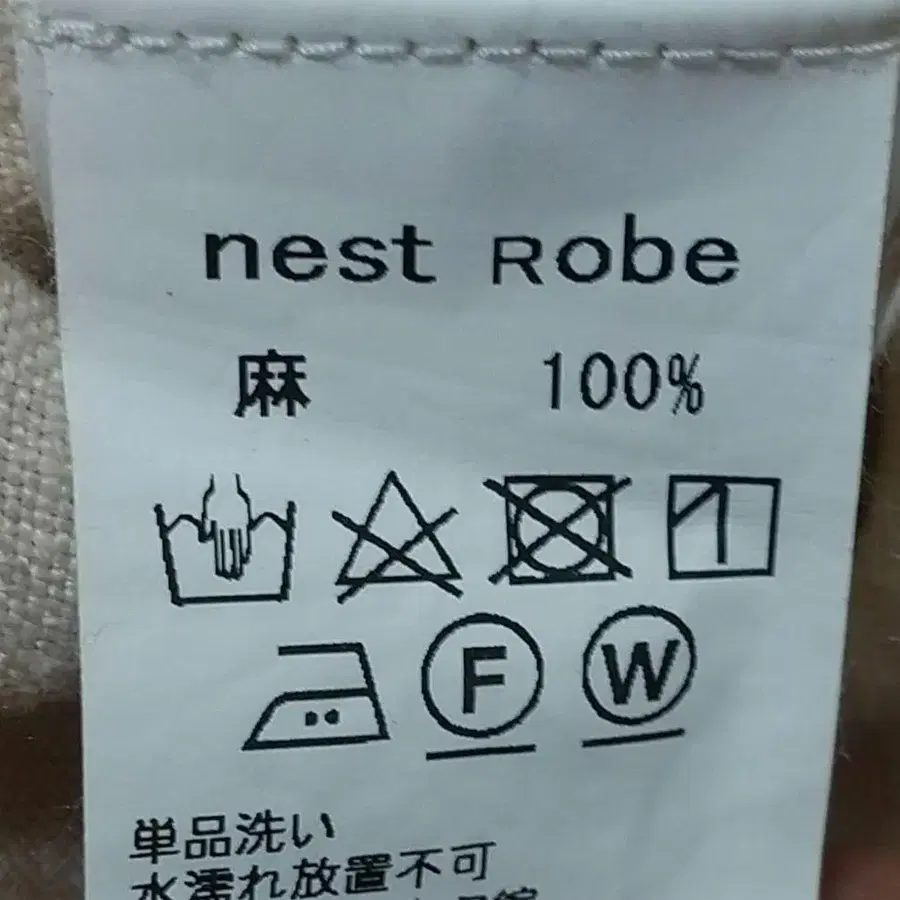 nest Robe
麻 100%
F W
単品洗い
水濡れ放置不可